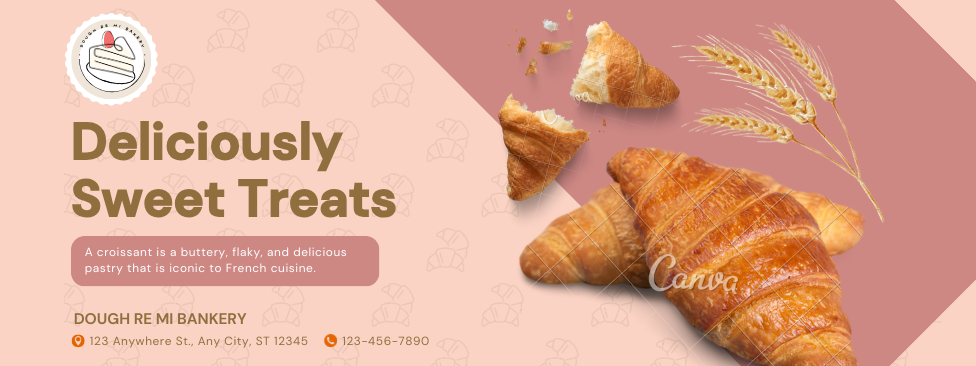 DOUGH RE MI BAKERY
Deliciously
Sweet Treats
A croissant is a buttery, flaky, and delicious
pastry that is iconic to French cuisine.
DOUGH RE MI BANKERY
123 Anywhere St., Any City, ST 12345 123-456-7890
Canva